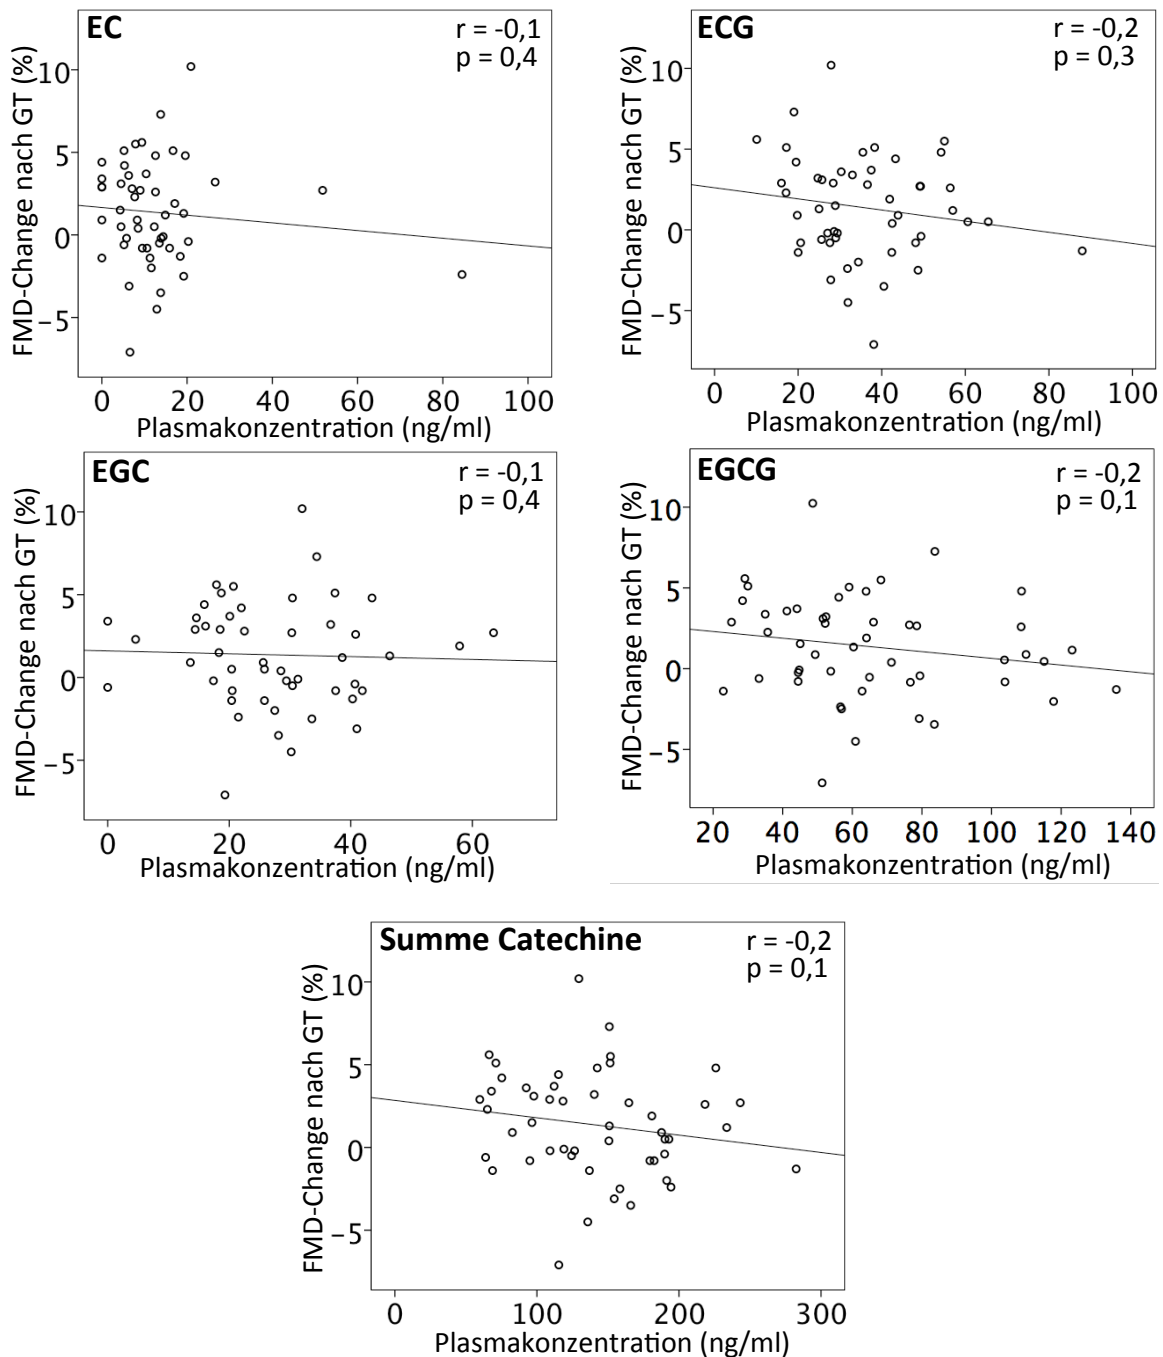 EC
r = -0,1
p = 0,4
FMD-Change nach GT (%)
10
5
0
−5
0 20 40 60 80 100
Plasmakonzentration (ng/ml)
ECG
r = -0,2
p = 0,3
FMD-Change nach GT (%)
10
5
0
−5
0 20 40 60 80 100
Plasmakonzentration (ng/ml)
EGC
r = -0,1
p = 0,4
FMD-Change nach GT (%)
10
5
0
−5
0 20 40 60
Plasmakonzentration (ng/ml)
EGCG
r = -0,2
p = 0,1
FMD-Change nach GT (%)
10
5
0
−5
20 40 60 80 100 120 140
Plasmakonzentration (ng/ml)
Summe Catechine
r = -0,2
p = 0,1
FMD-Change nach GT (%)
10
5
0
−5
0 100 200 300
Plasmakonzentration (ng/ml)